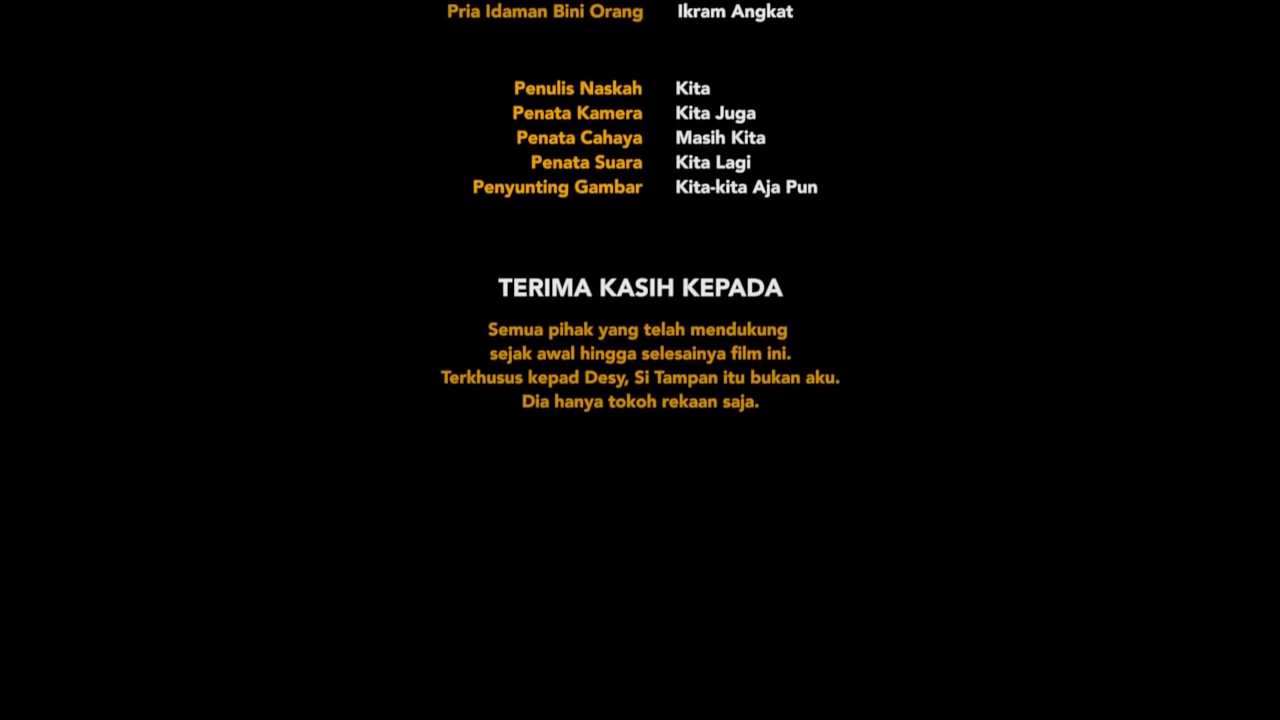 Pria Idaman Bini Orang Ikram Angkat
Penulis Naskah Kita
Penata Kamera Kita Juga
Penata Cahaya Masih Kita
Penata Suara Kita Lagi
Penyunting Gambar Kita-kita Aja Pun
TERIMA KASIH KEPADA
Semua pihak yang telah mendukung
sejak awal hingga selesainya film ini.
Terkhusus kepad Desy, Si Tampan itu bukan aku.
Dia hanya tokoh rekaan saja.